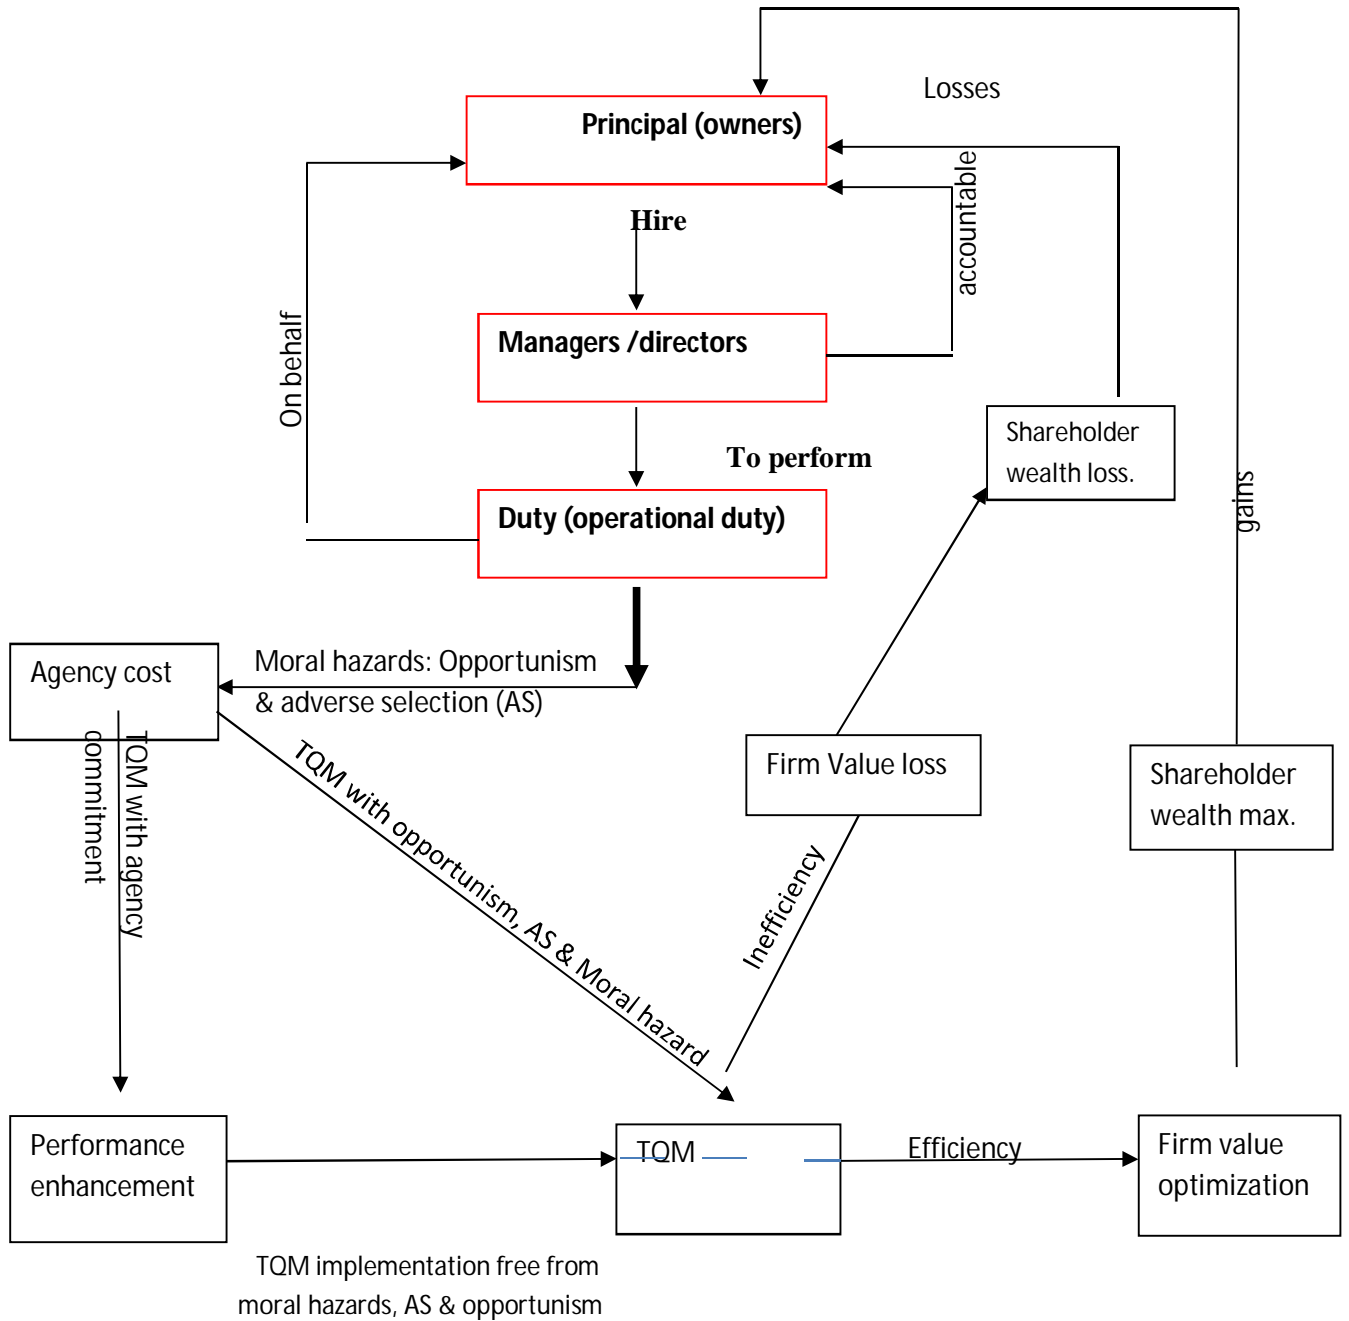 Losses
Principal (owners)
accountable
Hire
On behalf
Managers /directors
Shareholder
wealth loss.
To perform
gains
Duty (operational duty)
Agency cost
Moral hazards: Opportunism
& adverse selection (AS)
TQM with agency
commitment
TQM with opportunism, AS & Moral hazard
Firm Value loss
Shareholder
wealth max.
Inefficiency
Performance
enhancement
TQM
Efficiency
Firm value
optimization
TQM implementation free from
moral hazards, AS & opportunism